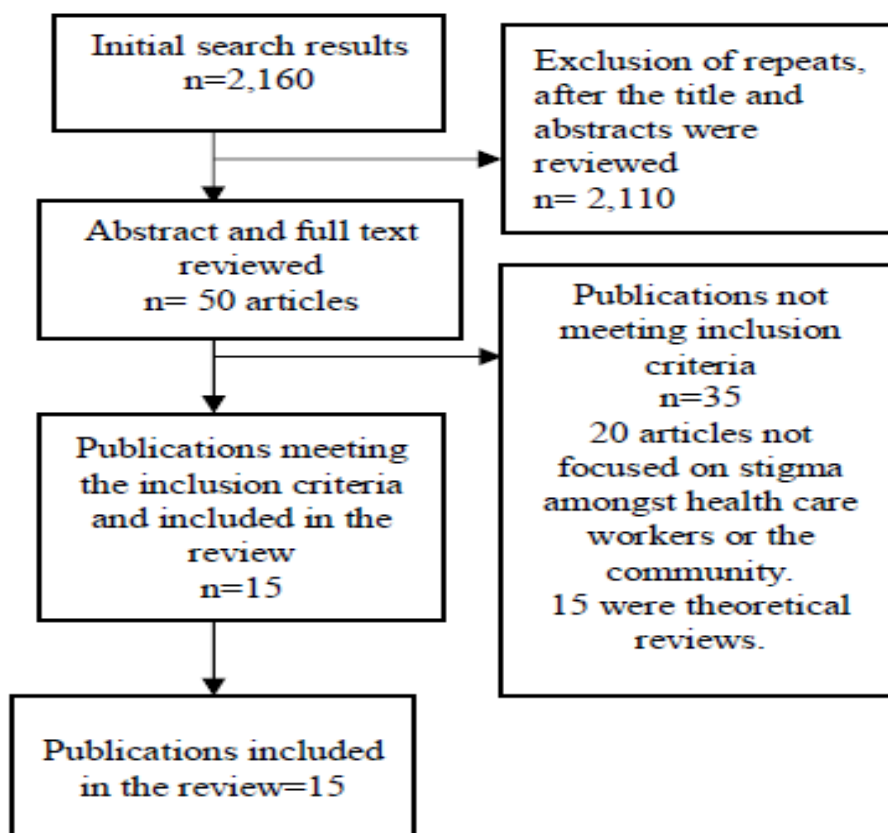 Initial search results
n=2,160
Exclusion of repeats,
after the title and
abstracts were
reviewed
n= 2,110
Abstract and full text
reviewed
n= 50 articles
Publications not
meeting inclusion
criteria
n=35
20 articles not
focused on stigma
amongst health care
workers or the
community.
15 were theoretical
reviews.
Publications meeting
the inclusion criteria
and included in the
review
n=15
Publications included
in the review=15